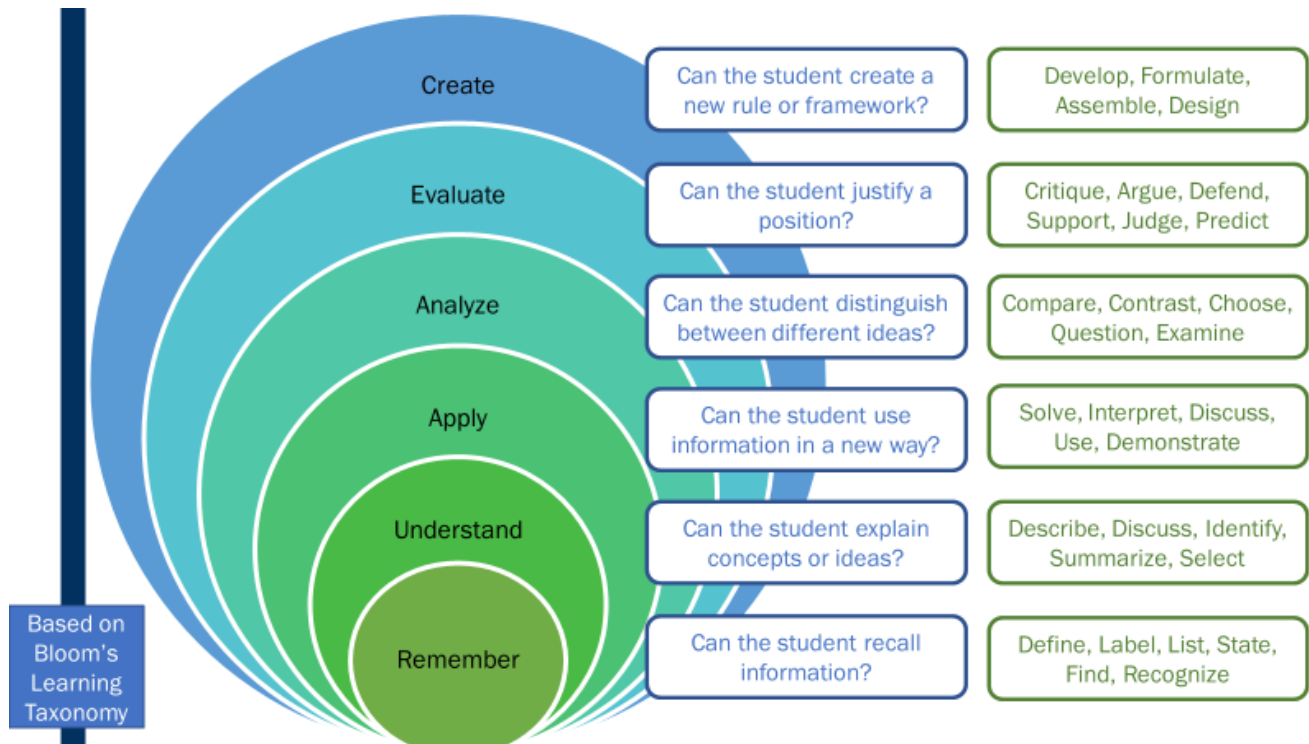 Create
Can the student create a
new rule or framework?
Develop, Formulate,
Assemble, Design
Evaluate
Can the student justify a
position?
Critique, Argue, Defend,
Support, Judge, Predict
Analyze
Can the student distinguish
between different ideas?
Compare, Contrast, Choose,
Question, Examine
Apply
Can the student use
information in a new way?
Solve, Interpret, Discuss,
Use, Demonstrate
Understand
Can the student explain
concepts or ideas?
Describe, Discuss, Identify,
Summarize, Select
Remember
Can the student recall
information?
Define, Label, List, State,
Find, Recognize
Based on
Bloom's
Learning
Taxonomy